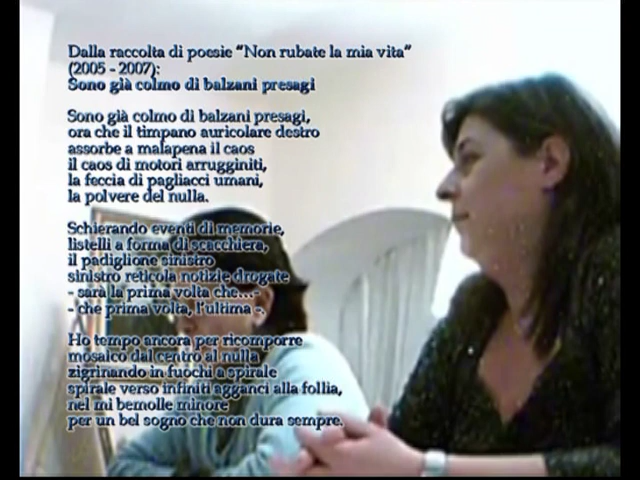 Dalla raccolta di poesie "Non rubate la mia vita"
(2005 - 2007):
Sono già colmo di balzani presagi
Sono già colmo di balzani presagi,
ora che il timpano auricolare destro
assorbe a malapena il caos
il caos di motori arrugginiti,
la feccia di pagliacci umani,
la polvere del nulla.
Schierando eventi di memorie,
listelli a forma di scacchiera,
il padiglione sinistro
sinistro reticola notizie drogate
- sarà la prima volta che...-
- che prima volta, l'ultima -.
Ho tempo ancora per ricomporre
mosaico dal centro al nulla
zigrinando in fuochi a spirale
spirale verso infiniti agganci alla follia,
nel mi bemolle minore
per un bel sogno che non dura sempre.